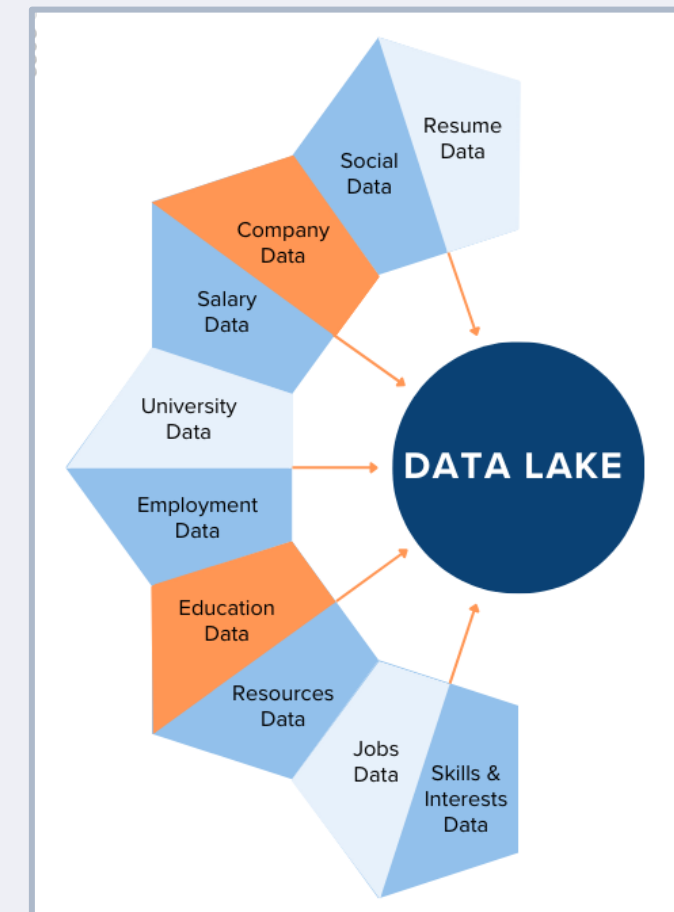 Resume
Data
Social
Data
Company
Data
Salary
Data
University
Data
DATA LAKE
Employment
Data
Education
Data
Resources
Data
Jobs
Data
Skills &
Interests
Data